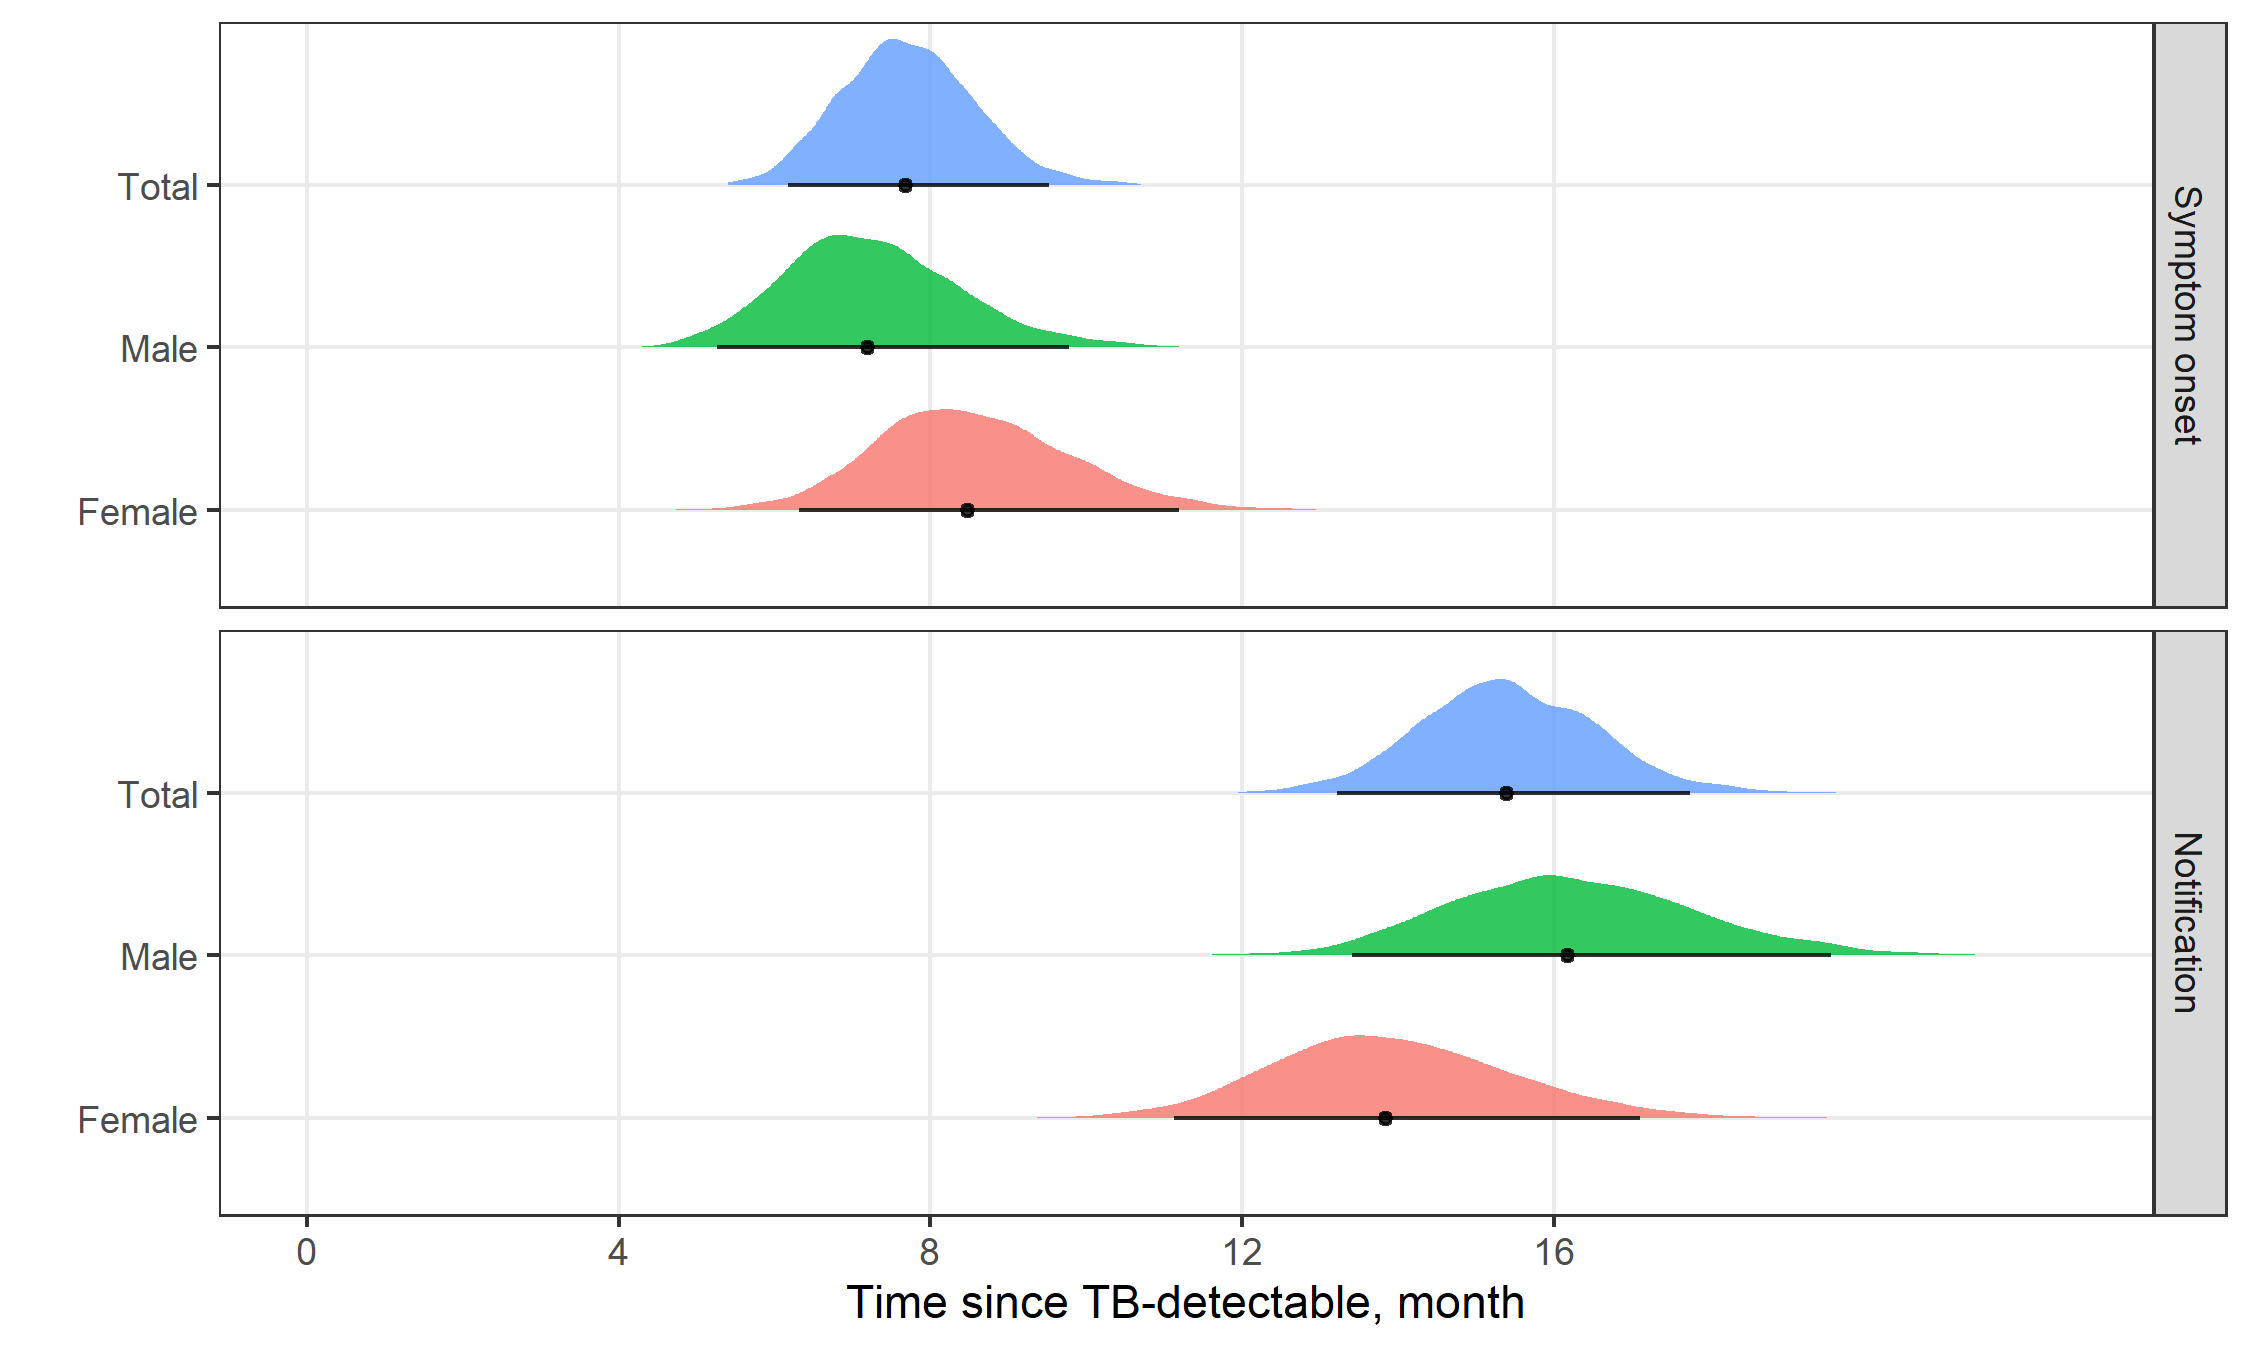 Total
Male
Female
Symptom onset
Total
Male
Female
Notification
0 4 8 12 16
Time since TB-detectable, month